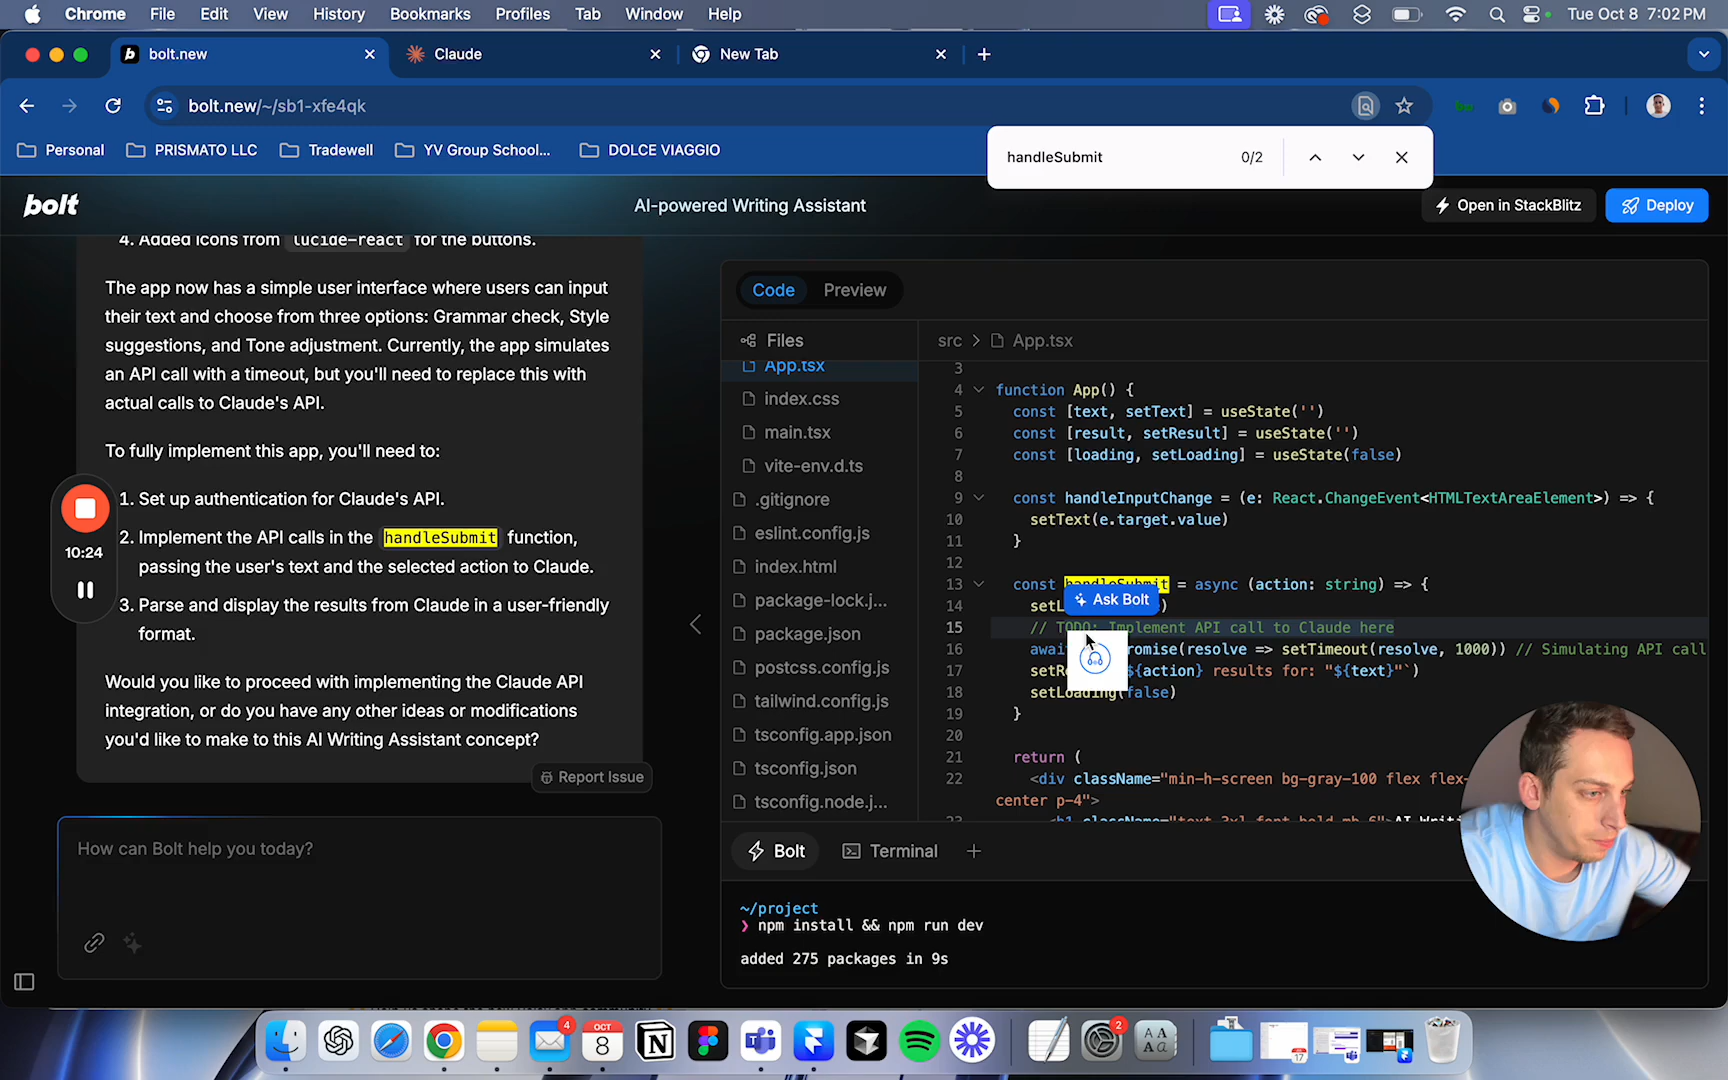 Chrome File Edit View History Bookmarks Profiles Tab Window Help
Tue Oct 8 7:02 PM
bolt.new
Claude
New Tab
bolt.new/~/sb1-xfe4qk
Personal
PRISMATO LLC
Tradewell
YV Group School...
DOLCE VIAGGIO
handleSubmit 0/2
bolt
AI-powered Writing Assistant
Open in StackBlitz
Deploy
4. Added icons from lucide-react for the buttons.
The app now has a simple user interface where users can input
their text and choose from three options: Grammar check, Style
suggestions, and Tone adjustment. Currently, the app simulates
an API call with a timeout, but you'll need to replace this with
actual calls to Claude's API.
To fully implement this app, you'll need to:
1. Set up authentication for Claude's API.
2. Implement the API calls in the handleSubmit function,
passing the user's text and the selected action to Claude.
3. Parse and display the results from Claude in a user-friendly
format.
Would you like to proceed with implementing the Claude API
integration, or do you have any other ideas or modifications
you'd like to make to this AI Writing Assistant concept?
Report Issue
10:24
How can Bolt help you today?
Code Preview
Files
App.tsx
index.css
main.tsx
vite-env.d.ts
.gitignore
eslint.config.js
index.html
package-lock.j...
package.json
postcss.config.js
tailwind.config.js
tsconfig.app.json
tsconfig.json
tsconfig.node.j...
src > App.tsx
3
4 function App() {
5 const [text, setText] = useState('')
6 const [result, setResult] = useState('')
7 const [loading, setLoading] = useState(false)
8
9 const handleInputChange = (e: React.ChangeEvent<HTMLTextAreaElement>) => {
10 setText(e.target.value)
11 }
12
13 const handleSubmit = async (action: string) => {
14 )
Ask Bolt
15 // TODO: Implement API call to Claude here
16 (resolve => setTimeout(resolve, 1000)) // Simulating API call
17 ${action} results for: "${text}"`)
18 setLoading(false)
19 }
20
21 return (
22 <div className="min-h-screen bg-gray-100 flex flex-
center p-4">
Bolt
Terminal
~/project
❯ npm install && npm run dev
added 275 packages in 9s
4
OCT
8
2
17